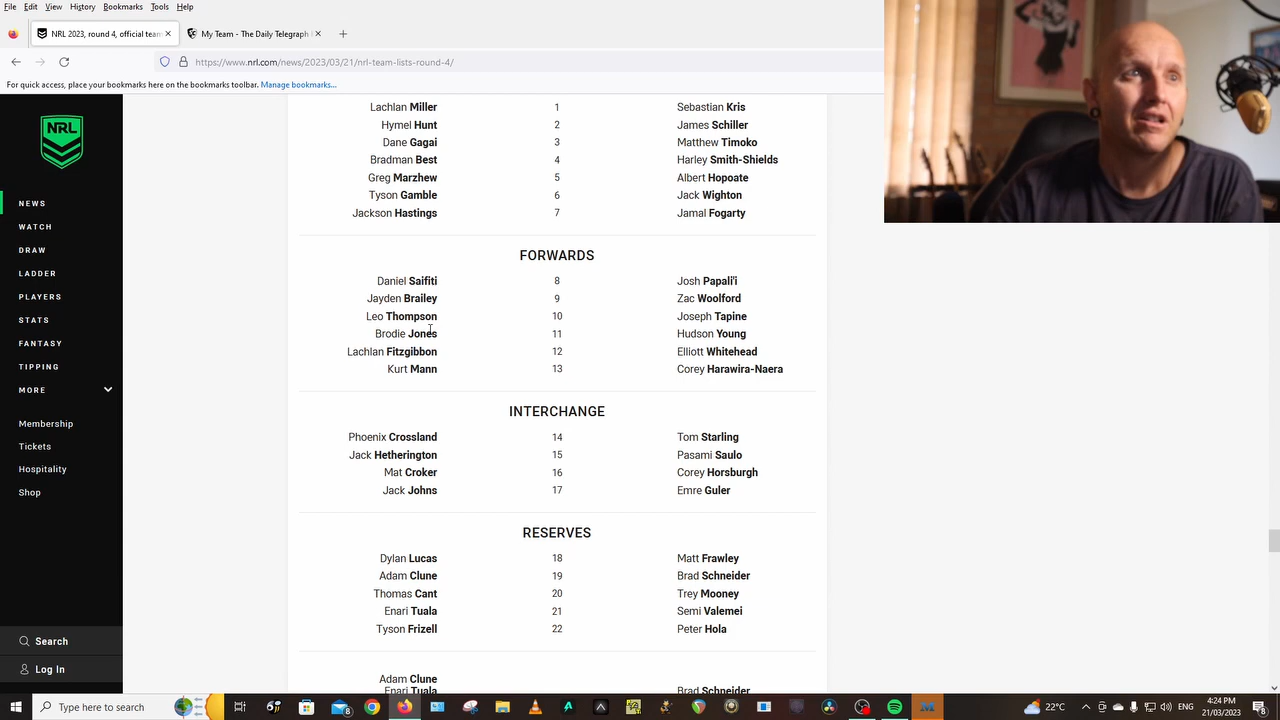 File Edit View History Bookmarks Tools Help
NRL 2023, round 4, official team
My Team - The Daily Telegraph
https://www.nrl.com/news/2023/03/21/nrl-team-lists-round-4/
For quick access, place your bookmarks here on the bookmarks toolbar. Manage bookmarks...
NRL
NEWS
WATCH
DRAW
LADDER
PLAYERS
STATS
FANTASY
TIPPING
MORE
Membership
Tickets
Hospitality
Shop
Search
Log In
Lachlan Miller 1 Sebastian Kris
Hymel Hunt 2 James Schiller
Dane Gagai 3 Matthew Timoko
Bradman Best 4 Harley Smith-Shields
Greg Marzhew 5 Albert Hopoate
Tyson Gamble 6 Jack Wighton
Jackson Hastings 7 Jamal Fogarty
FORWARDS
Daniel Saifiti 8 Josh Papali'i
Jayden Brailey 9 Zac Woolford
Leo Thompson 10 Joseph Tapine
Brodie Jones 11 Hudson Young
Lachlan Fitzgibbon 12 Elliott Whitehead
Kurt Mann 13 Corey Harawira-Naera
INTERCHANGE
Phoenix Crossland 14 Tom Starling
Jack Hetherington 15 Pasami Saulo
Mat Croker 16 Corey Horsburgh
Jack Johns 17 Emre Guler
RESERVES
Dylan Lucas 18 Matt Frawley
Adam Clune 19 Brad Schneider
Thomas Cant 20 Trey Mooney
Enari Tuala 21 Semi Valemei
Tyson Frizell 22 Peter Hola
Adam Clune
Enari Tuala Brad Schneider
Type here to search
22°C
ENG
4:24 PM
21/03/2023